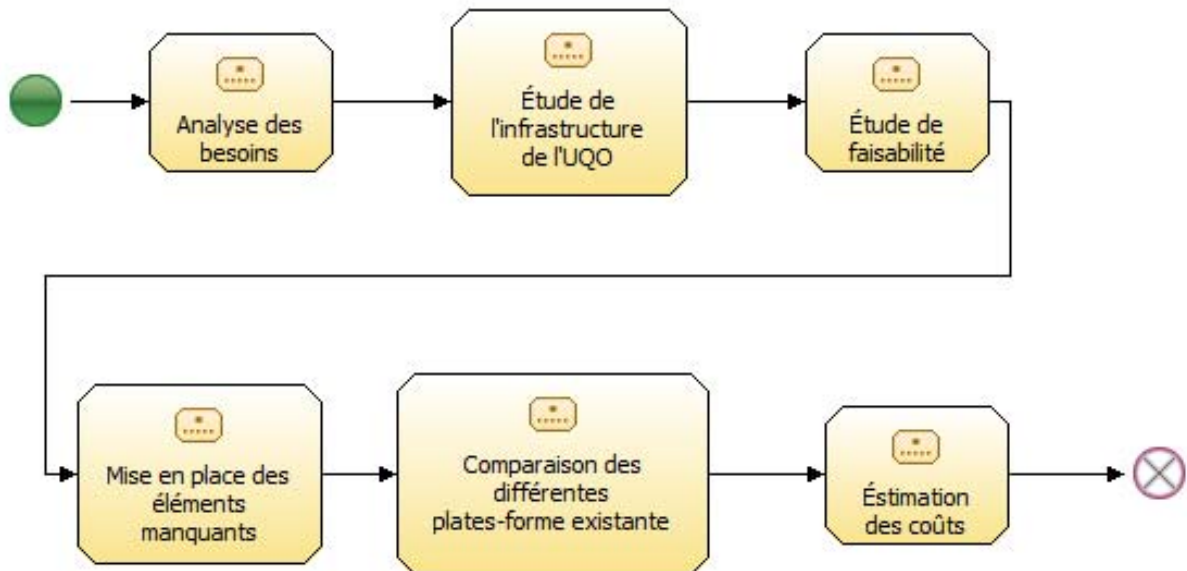 Analyse des
besoins
Étude de
l'infrastructure
de l'UQO
Étude de
faisabilité
Mise en place des
éléments
manquants
Comparaison des
différentes
plates-forme existante
Éstimation
des coûts